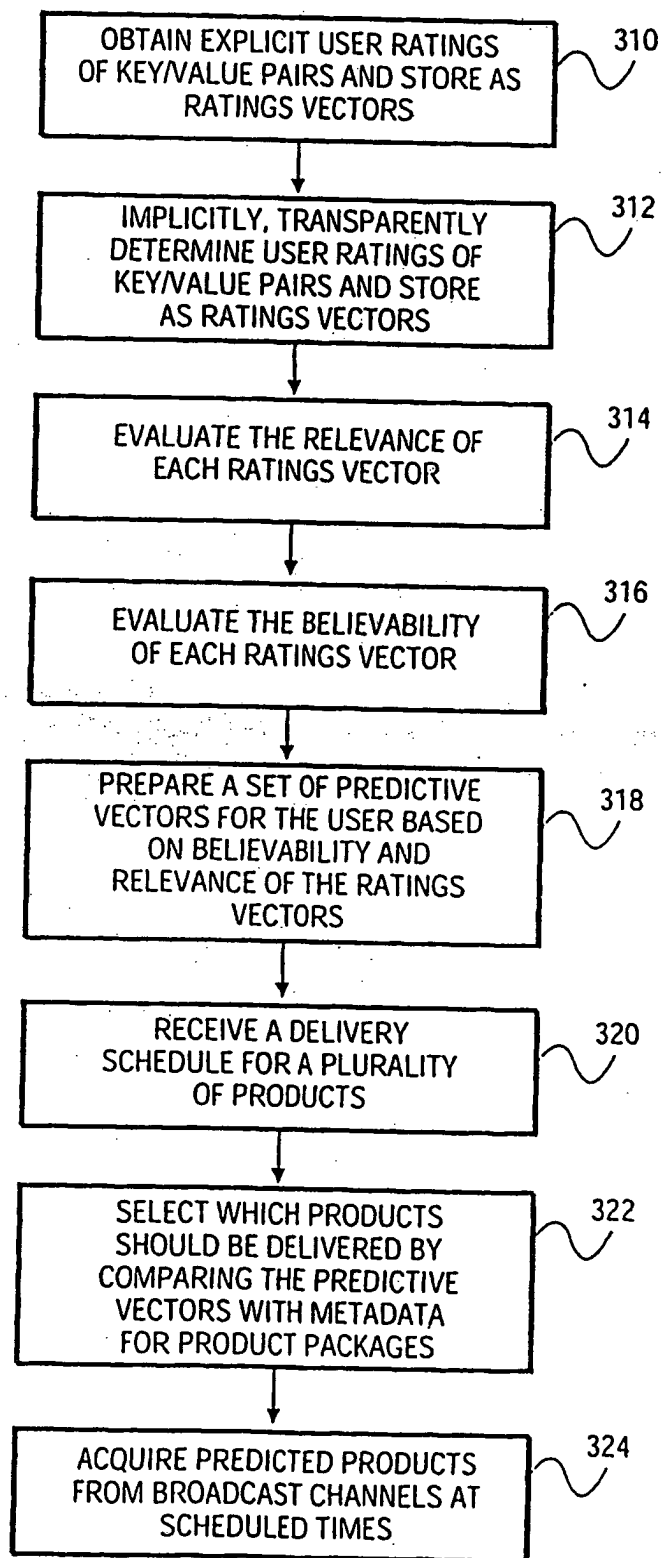 OBTAIN EXPLICIT USER RATINGS
OF KEY/VALUE PAIRS AND STORE AS
RATINGS VECTORS
310
IMPLICITLY, TRANSPARENTLY
DETERMINE USER RATINGS OF
KEY/VALUE PAIRS AND STORE
AS RATINGS VECTORS
312
EVALUATE THE RELEVANCE OF
EACH RATINGS VECTOR
314
EVALUATE THE BELIEVABILITY
OF EACH RATINGS VECTOR
316
PREPARE A SET OF PREDICTIVE
VECTORS FOR THE USER BASED
ON BELIEVABILITY AND
RELEVANCE OF THE RATINGS
VECTORS
318
RECEIVE A DELIVERY
SCHEDULE FOR A PLURALITY
OF PRODUCTS
320
SELECT WHICH PRODUCTS
SHOULD BE DELIVERED BY
COMPARING THE PREDICTIVE
VECTORS WITH METADATA
FOR PRODUCT PACKAGES
322
ACQUIRE PREDICTED PRODUCTS
FROM BROADCAST CHANNELS AT
SCHEDULED TIMES
324